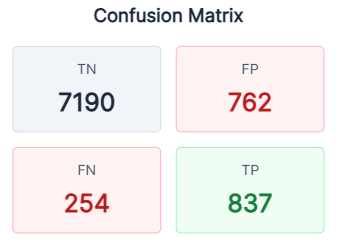 Confusion Matrix
TN
FP
7190
762
FN
TP
254
837